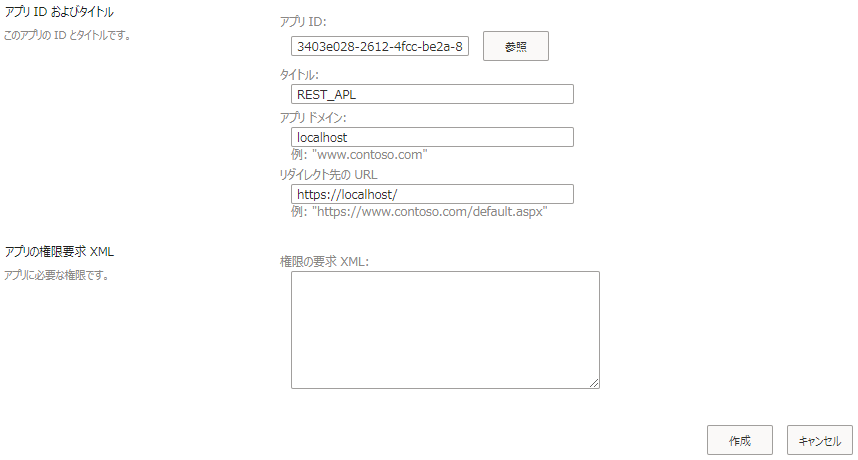 アプリ ID およびタイトル
このアプリの ID とタイトルです。
アプリ ID:
3403e028-2612-4fcc-be2a-8
参照
タイトル:
REST_APL
アプリ ドメイン:
localhost
例: "www.contoso.com"
リダイレクト先の URL
https://localhost/
例: "https://www.contoso.com/default.aspx"
アプリの権限要求 XML
アプリに必要な権限です。
権限の要求 XML:
作成
キャンセル